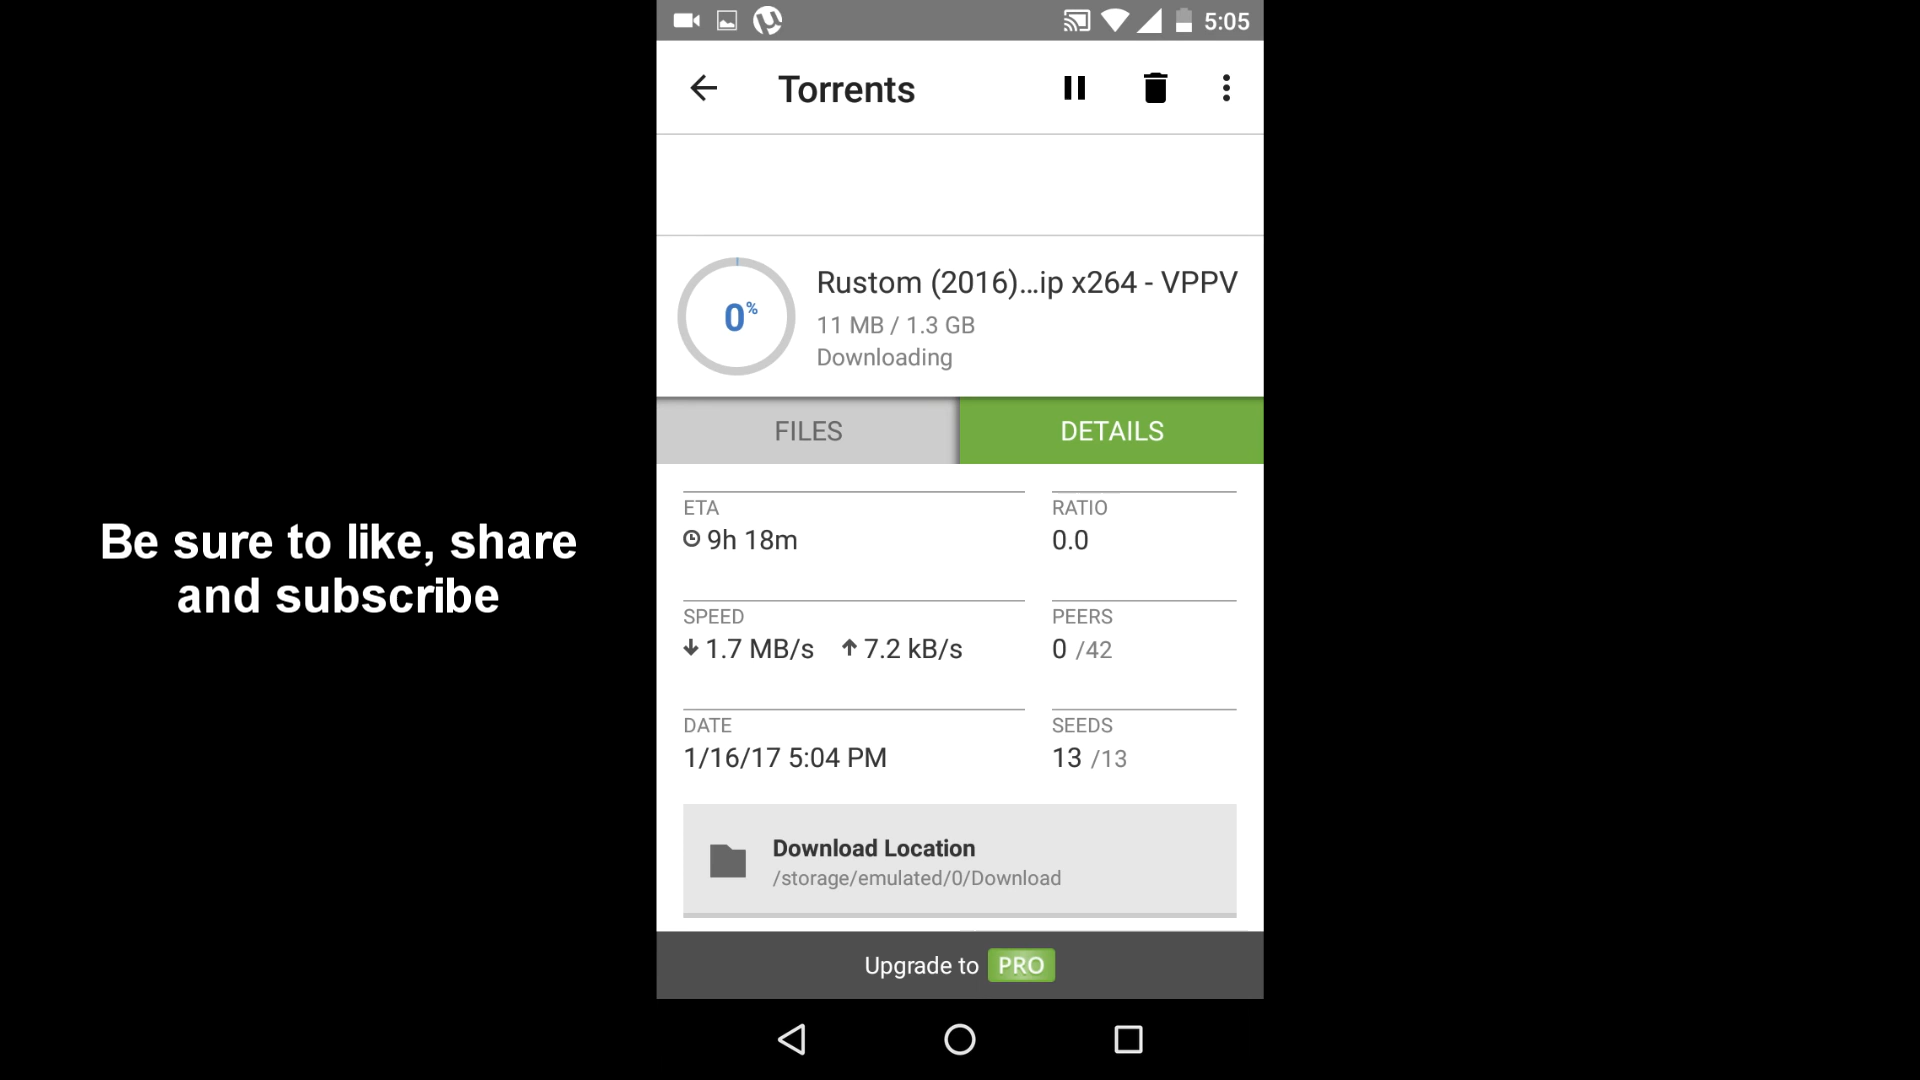 5:05
Torrents
0%
Rustom (2016)...ip x264 - VPPV
11 MB / 1.3 GB
Downloading
FILES
DETAILS
ETA
9h 18m
RATIO
0.0
SPEED
1.7 MB/s
7.2 kB/s
PEERS
0 /42
DATE
1/16/17 5:04 PM
SEEDS
13 /13
Download Location
/storage/emulated/0/Download
Upgrade to PRO
Be sure to like, share
and subscribe